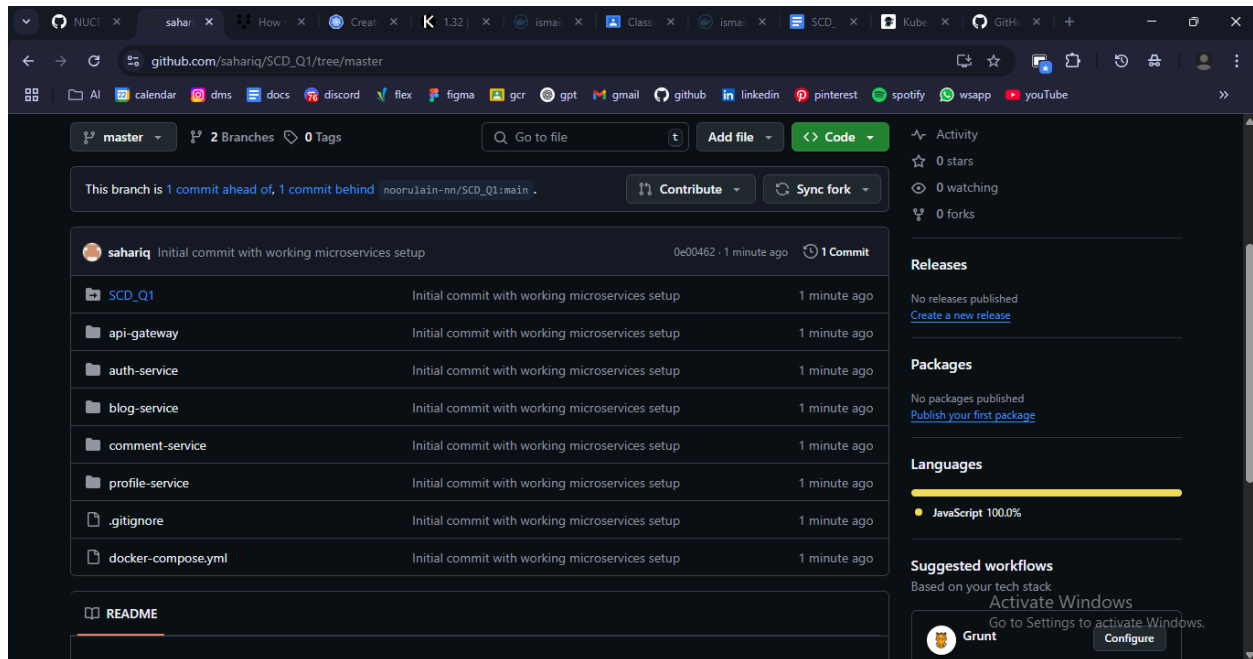 NUCE
sahari
How
Creat
1.32 |
ismai
Class
ismai
SCD_
Kube
GitHu
github.com/sahariq/SCD_Q1/tree/master
AI calendar dms docs discord flex figma gcr gpt gmail github linkedin pinterest spotify wsapp youTube
master 2 Branches 0 Tags Go to file t Add file Code
This branch is 1 commit ahead of, 1 commit behind noorulain-nn/SCD_Q1:main . Contribute Sync fork
sahariq Initial commit with working microservices setup 0e00462 · 1 minute ago 1 Commit
SCD_Q1 Initial commit with working microservices setup 1 minute ago
api-gateway Initial commit with working microservices setup 1 minute ago
auth-service Initial commit with working microservices setup 1 minute ago
blog-service Initial commit with working microservices setup 1 minute ago
comment-service Initial commit with working microservices setup 1 minute ago
profile-service Initial commit with working microservices setup 1 minute ago
.gitignore Initial commit with working microservices setup 1 minute ago
docker-compose.yml Initial commit with working microservices setup 1 minute ago
README
Activity
0 stars
0 watching
0 forks
Releases
No releases published
Create a new release
Packages
No packages published
Publish your first package
Languages
JavaScript 100.0%
Suggested workflows
Based on your tech stack
Grunt Configure
Activate Windows
Go to Settings to activate Windows.